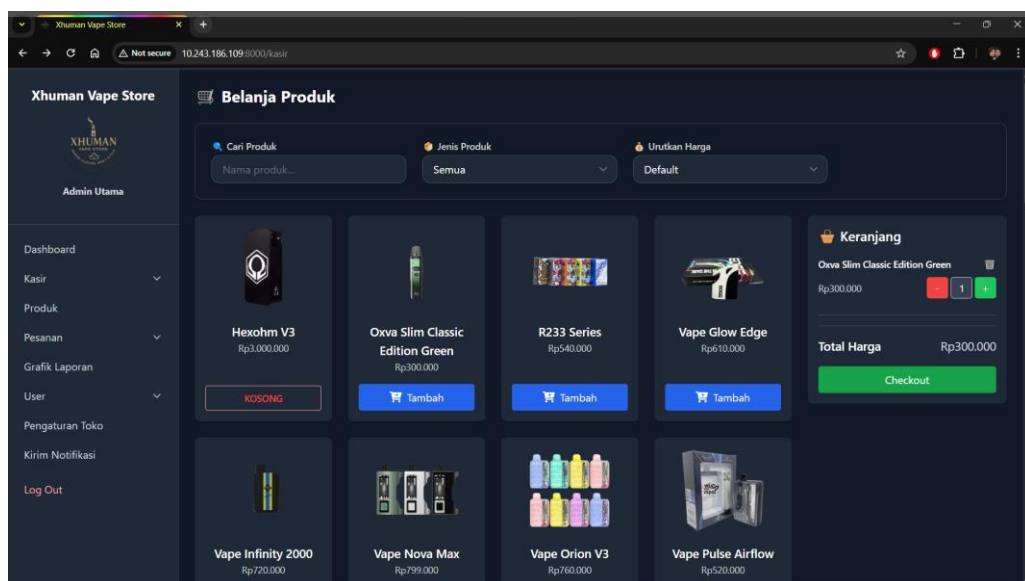 Xhuman Vape Store
Not secure 10.243.186.109:8000/kasir
Xhuman Vape Store
XHUMAN
VAPE STORE
Admin Utama
Dashboard
Kasir
Produk
Pesanan
Grafik Laporan
User
Pengaturan Toko
Kirim Notifikasi
Log Out
Belanja Produk
Cari Produk
Nama produk...
Jenis Produk
Semua
Urutkan Harga
Default
Hexohm V3
Rp3.000.000
KOSONG
Oxva Slim Classic
Edition Green
Rp300.000
Tambah
R233 Series
Rp540.000
Tambah
Vape Glow Edge
Rp610.000
Tambah
Vape Infinity 2000
Rp720.000
Vape Nova Max
Rp799.000
Vape Orion V3
Rp760.000
Vape Pulse Airflow
Rp520.000
Keranjang
Oxva Slim Classic Edition Green
Rp300.000
- 1 +
Total Harga Rp300.000
Checkout